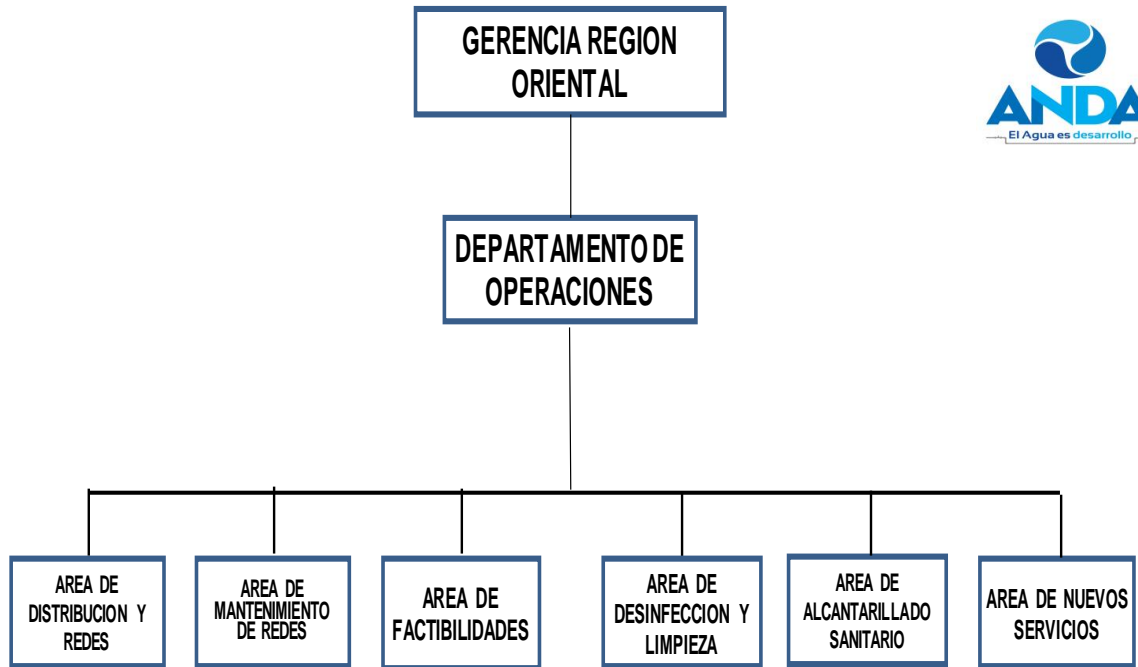 GERENCIA REGION
ORIENTAL
ANDA
El Agua es desarrollo
DEPARTAMENTO DE
OPERACIONES
AREA DE
DISTRIBUCION Y
REDES
AREA DE
MANTENIMIENTO
DE REDES
AREA DE
FACTIBILIDADES
AREA DE
DESINFECCION Y
LIMPIEZA
AREA DE
ALCANTARILLADO
SANITARIO
AREA DE NUEVOS
SERVICIOS